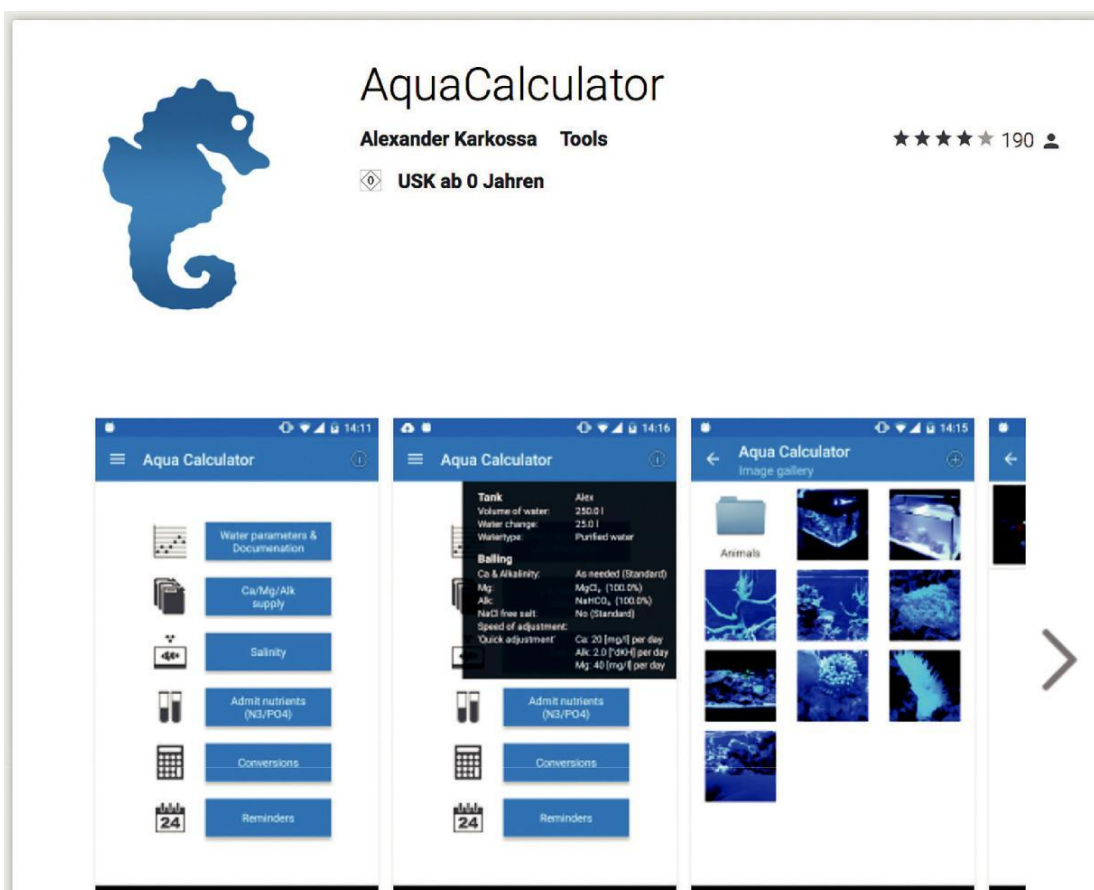 AquaCalculator
Alexander Karkossa Tools
190
0 USK ab 0 Jahren
14:11
Aqua Calculator
Water parameters &
Documenation
Ca/Mg/Alk
supply
Salinity
Admit nutrients
(N3/PO4)
Conversions
24 Reminders
14:16
Aqua Calculator
Tank Alex
Volume of water: 250.0 l
Water change: 25.0 l
Watertype: Purified water
Balling
Ca & Alkalinity: As needed (Standard)
Mg: MgCl₂ (100.0%)
Alk: NaHCO₃ (100.0%)
NaCl free salt: No (Standard)
Speed of adjustment:
'Quick adjustment' Ca: 20 [mg/l] per day
Alk: 2.0 [°dKH] per day
Mg: 40 [mg/l] per day
Admit nutrients
(N3/PO4)
Conversions
24 Reminders
14:15
Aqua Calculator
Image gallery
Animals